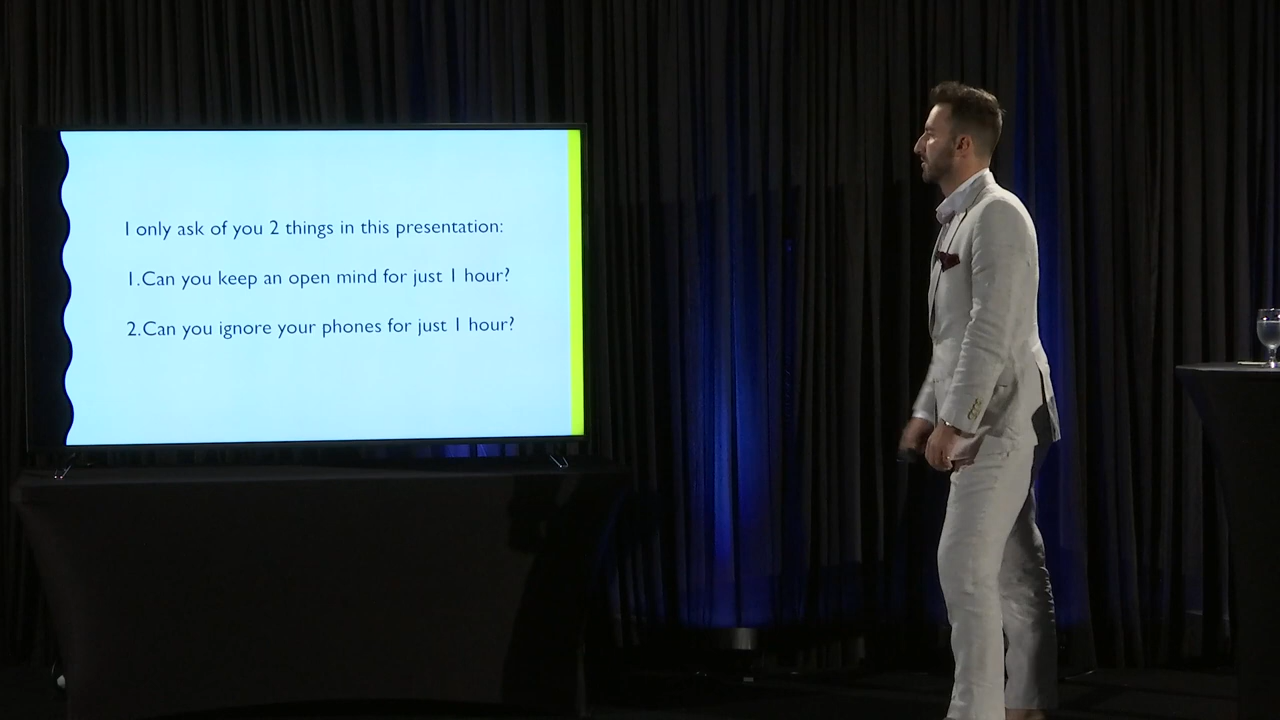 I only ask of you 2 things in this presentation:
1.Can you keep an open mind for just 1 hour?
2.Can you ignore your phones for just 1 hour?